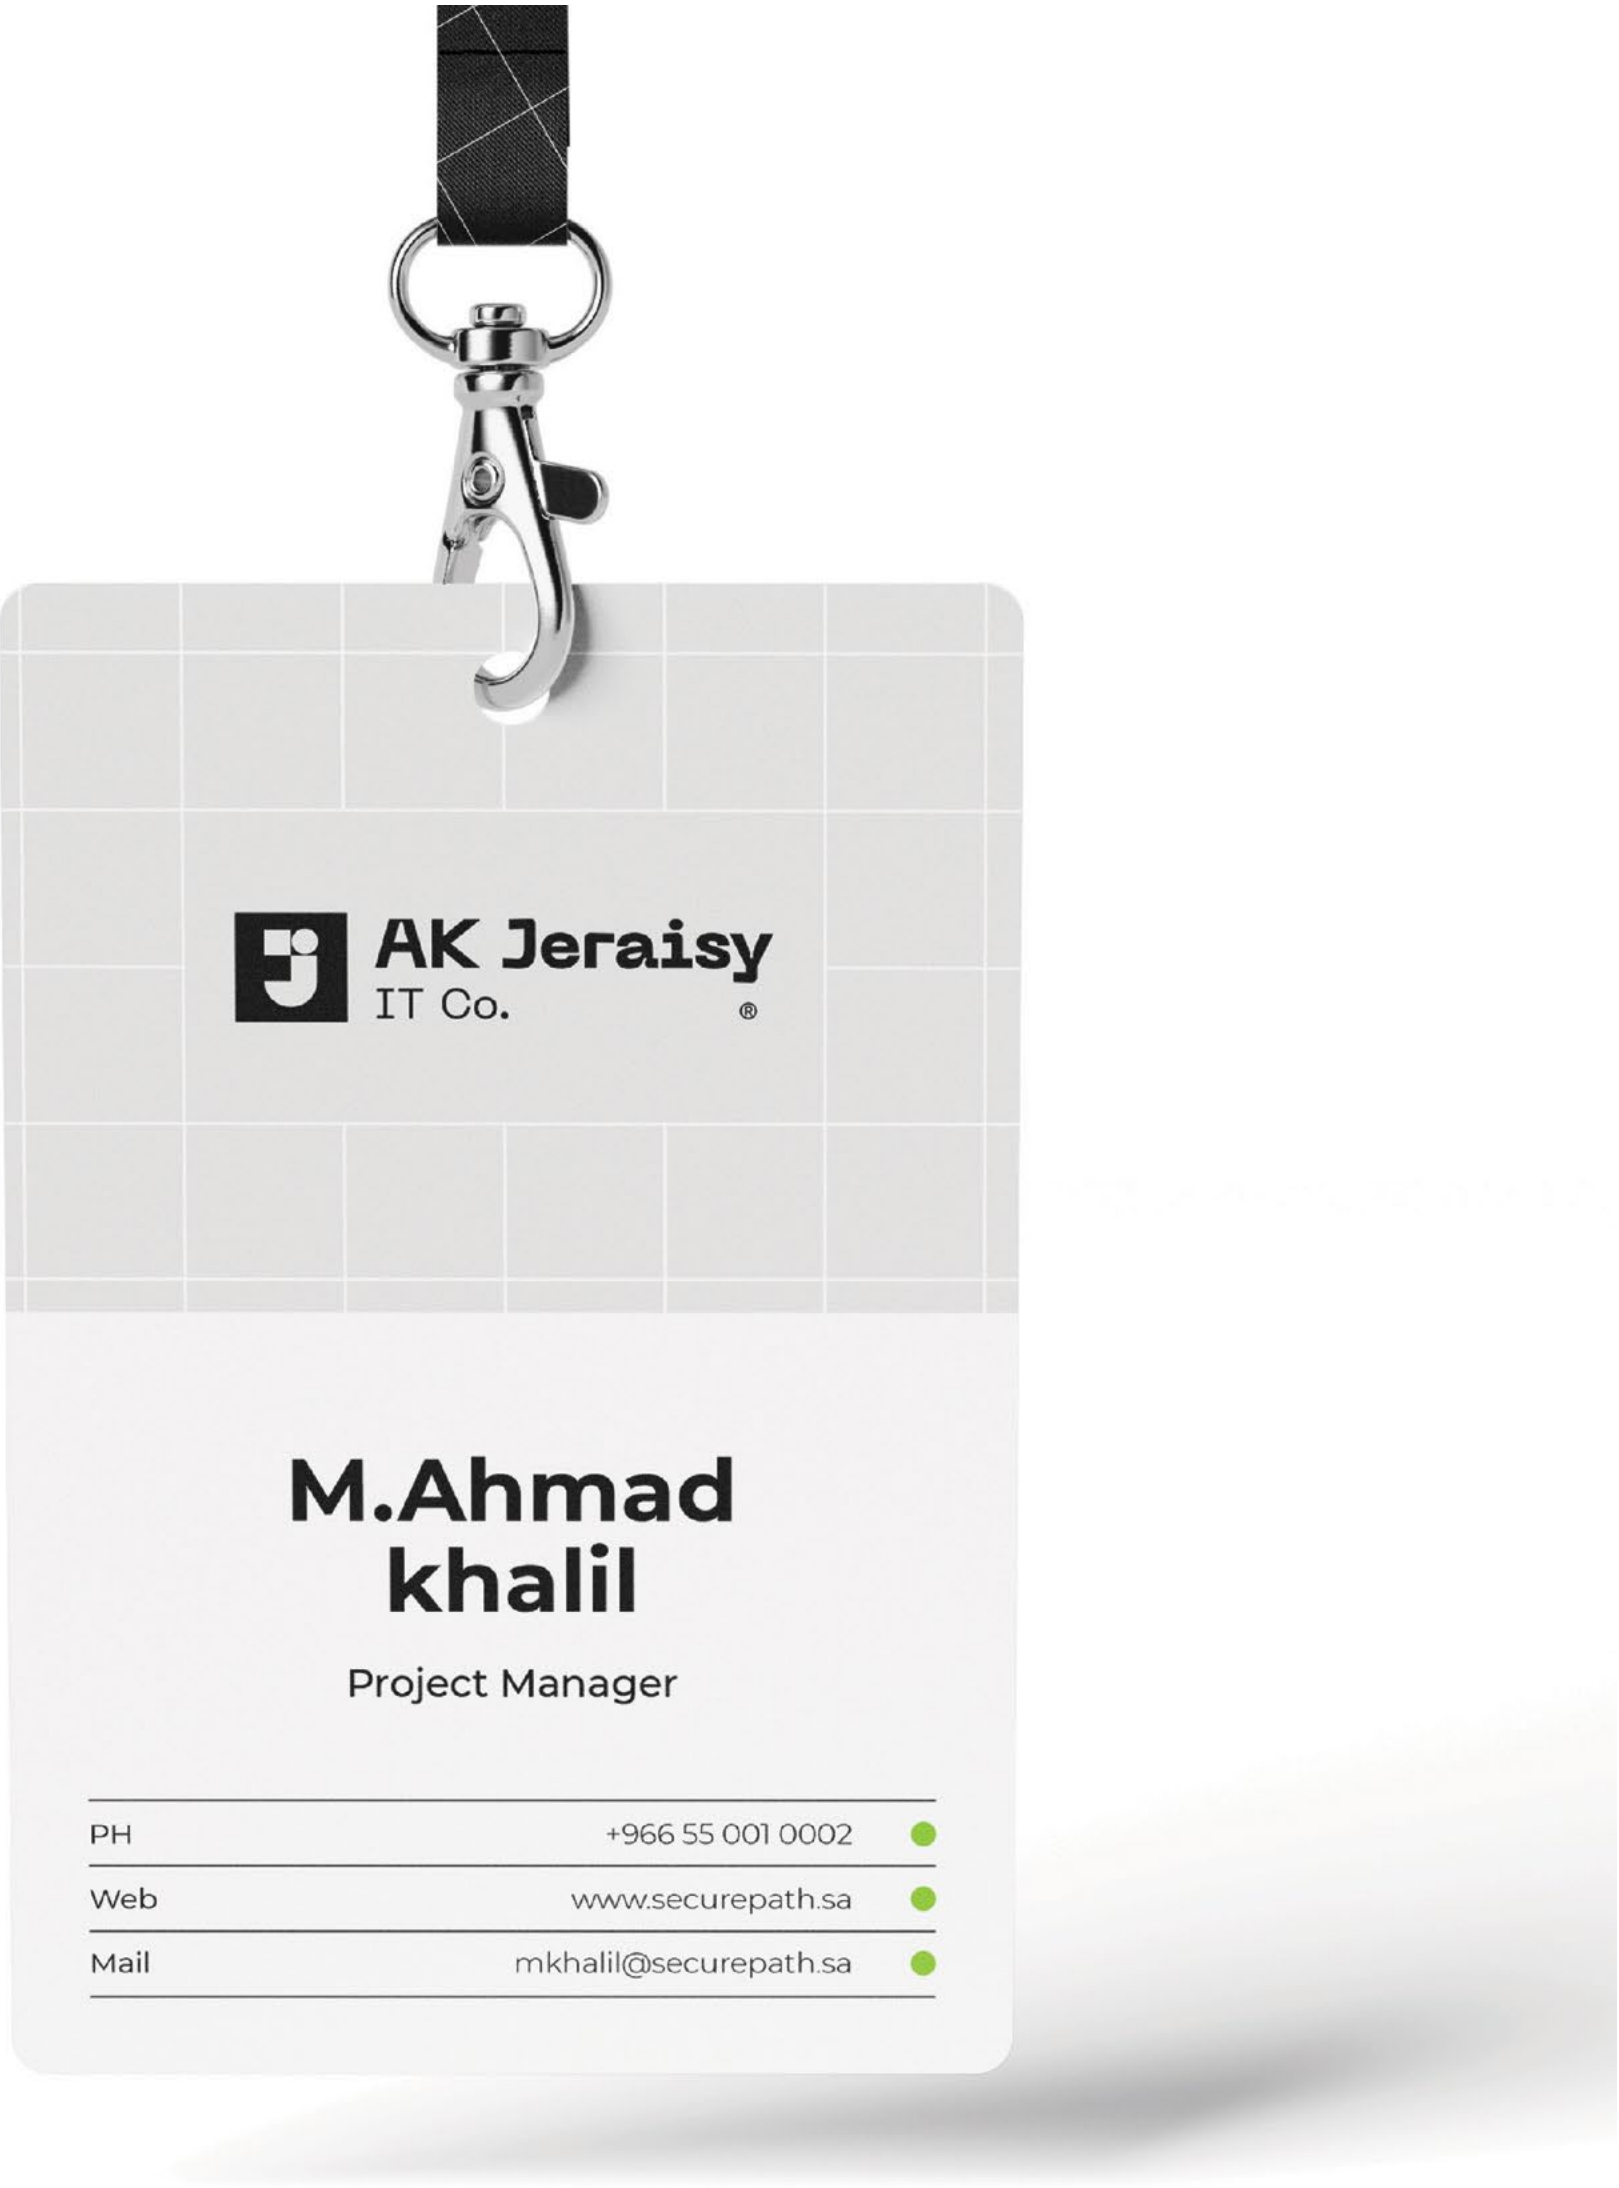 AK Jeraisy
IT Co.
®
M.Ahmad
khalil
Project Manager
PH +966 55 001 0002
Web www.securepath.sa
Mail mkhalil@securepath.sa